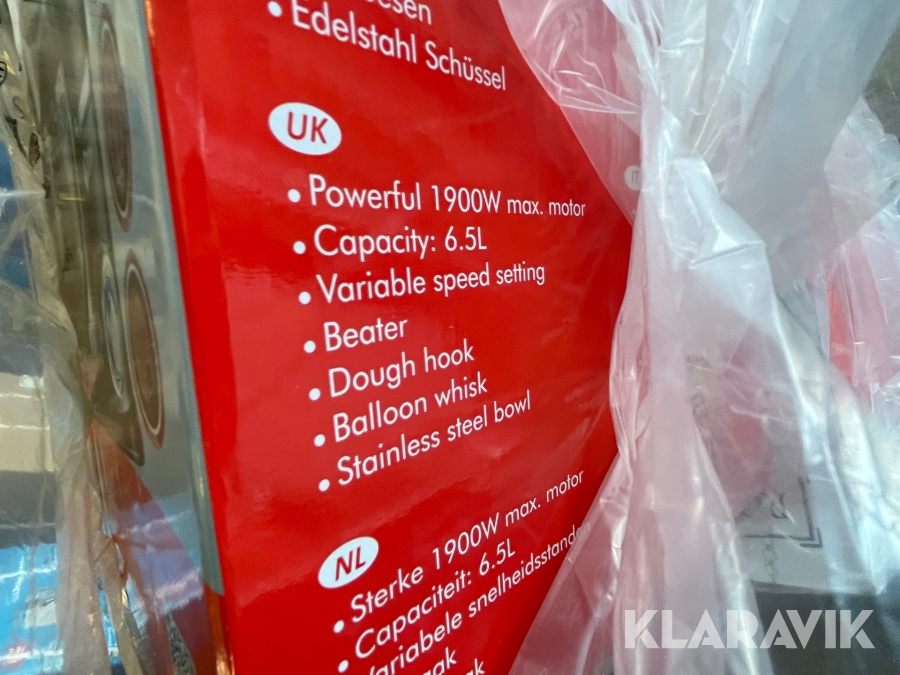 • Edelstahl Schüssel
UK
• Powerful 1900W max. motor
• Capacity: 6.5L
• Variable speed setting
• Beater
• Dough hook
• Balloon whisk
• Stainless steel bowl
NL
• Sterke 1900W max. motor
• Capaciteit: 6.5L
• Variabele
KLARAVIK